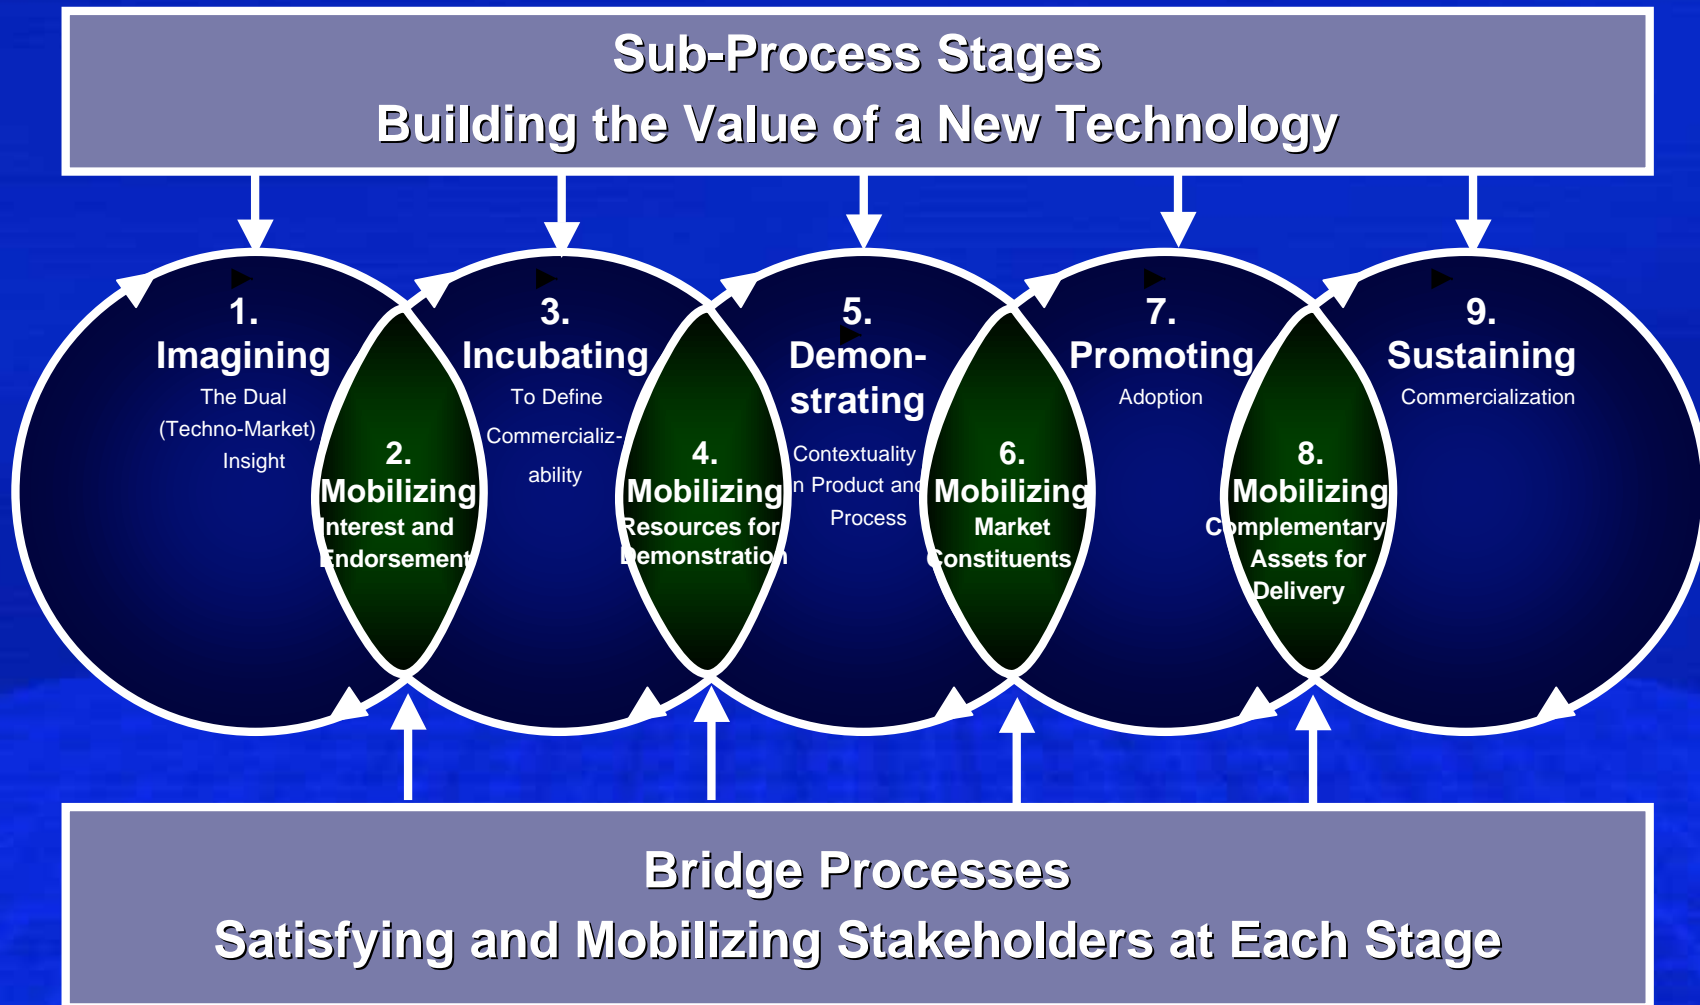 Sub-Process Stages
Building the Value of a New Technology
1.
Imagining
The Dual
(Techno-Market)
Insight
2.
Mobilizing
Interest and
Endorsement
3.
Incubating
To Define
Commercializ-
ability
4.
Mobilizing
Resources for
Demonstration
5.
Demon-
strating
Contextuality
in Product and
Process
6.
Mobilizing
Market
Constituents
7.
Promoting
Adoption
8.
Mobilizing
Complementary
Assets for
Delivery
9.
Sustaining
Commercialization
Bridge Processes
Satisfying and Mobilizing Stakeholders at Each Stage